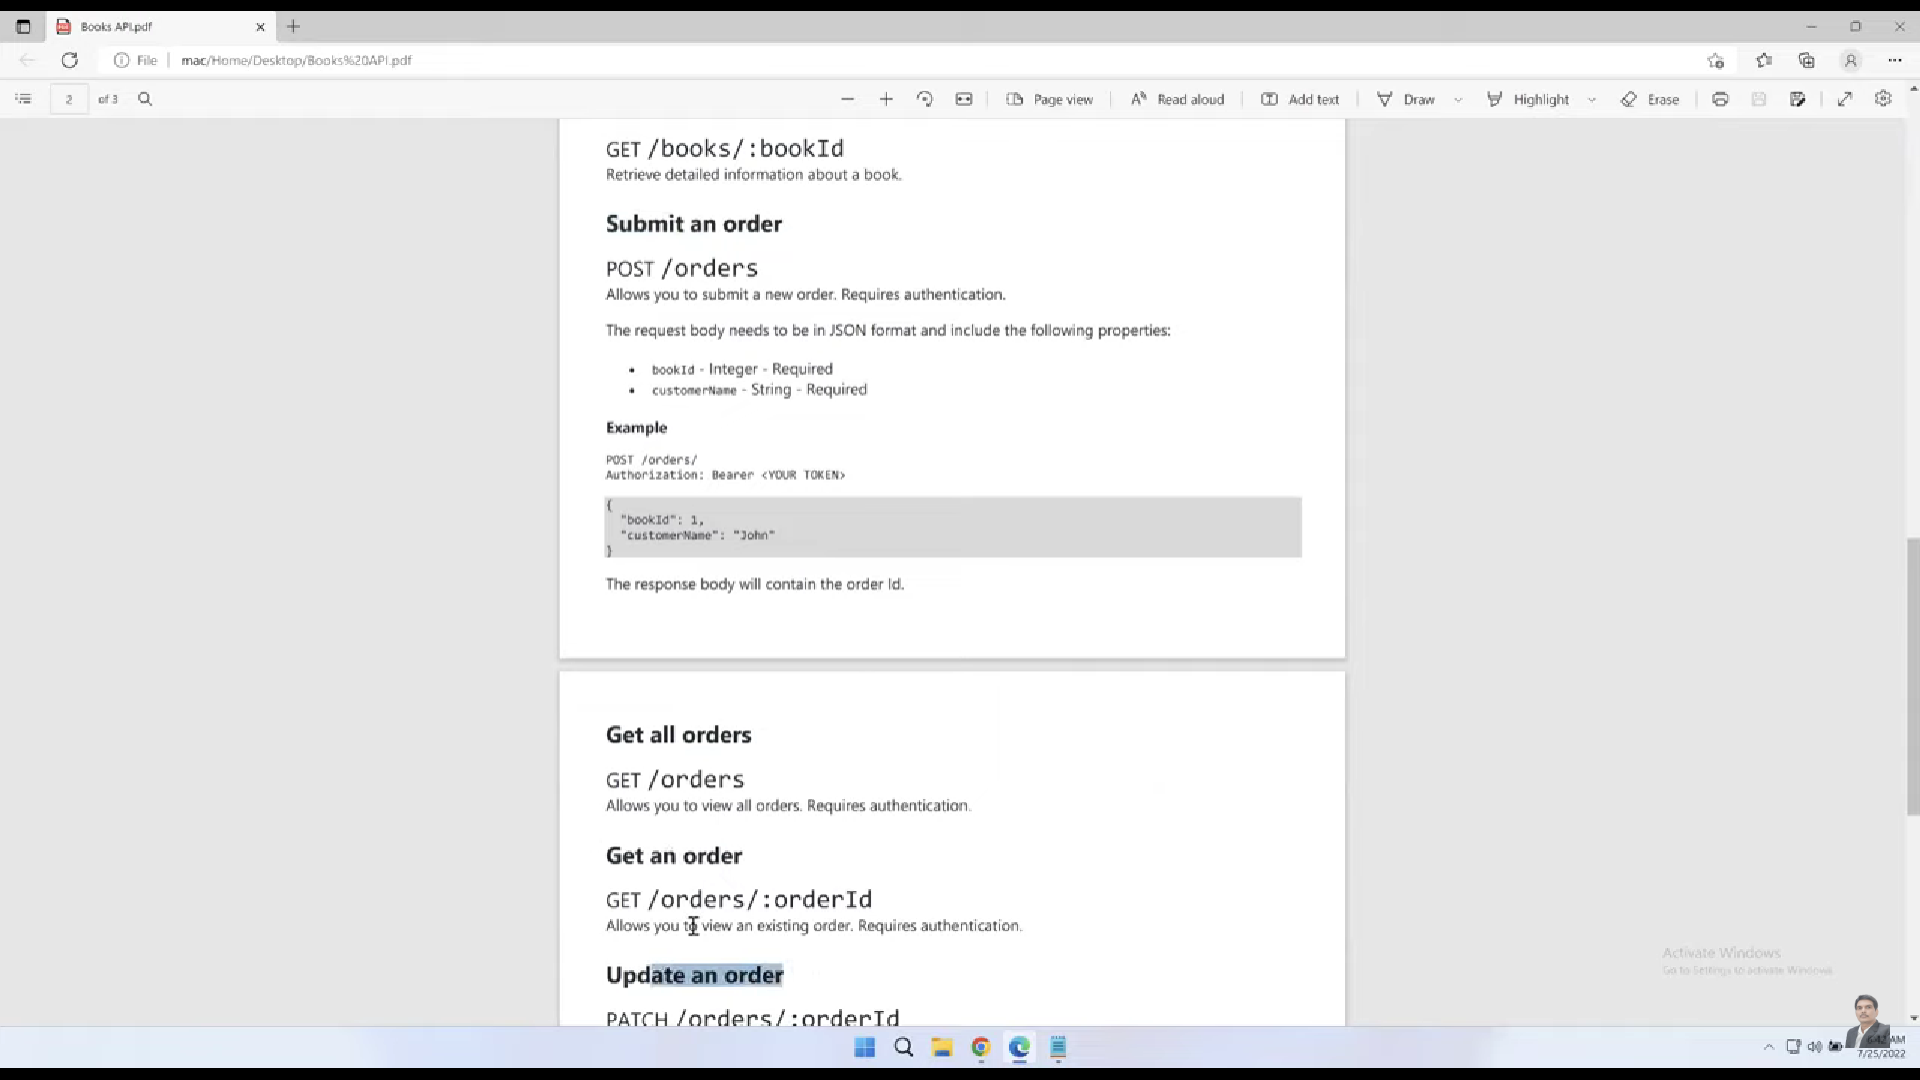 Books API.pdf
File
mac/Home/Desktop/Books%20API.pdf
2 of 3
Page view
Read aloud
Add text
Draw
Highlight
Erase
GET /books/:bookId
Retrieve detailed information about a book.
Submit an order
POST /orders
Allows you to submit a new order. Requires authentication.
The request body needs to be in JSON format and include the following properties:
• bookId - Integer - Required
• customerName - String - Required
Example
POST /orders/
Authorization: Bearer <YOUR TOKEN>
{
"bookId": 1,
"customerName": "John"
}
The response body will contain the order Id.
Get all orders
GET /orders
Allows you to view all orders. Requires authentication.
Get an order
GET /orders/:orderId
Allows you to view an existing order. Requires authentication.
Update an order
PATCH /orders/:orderId
Activate Windows
Go to Settings to activate Windows.
AM
7/25/2022